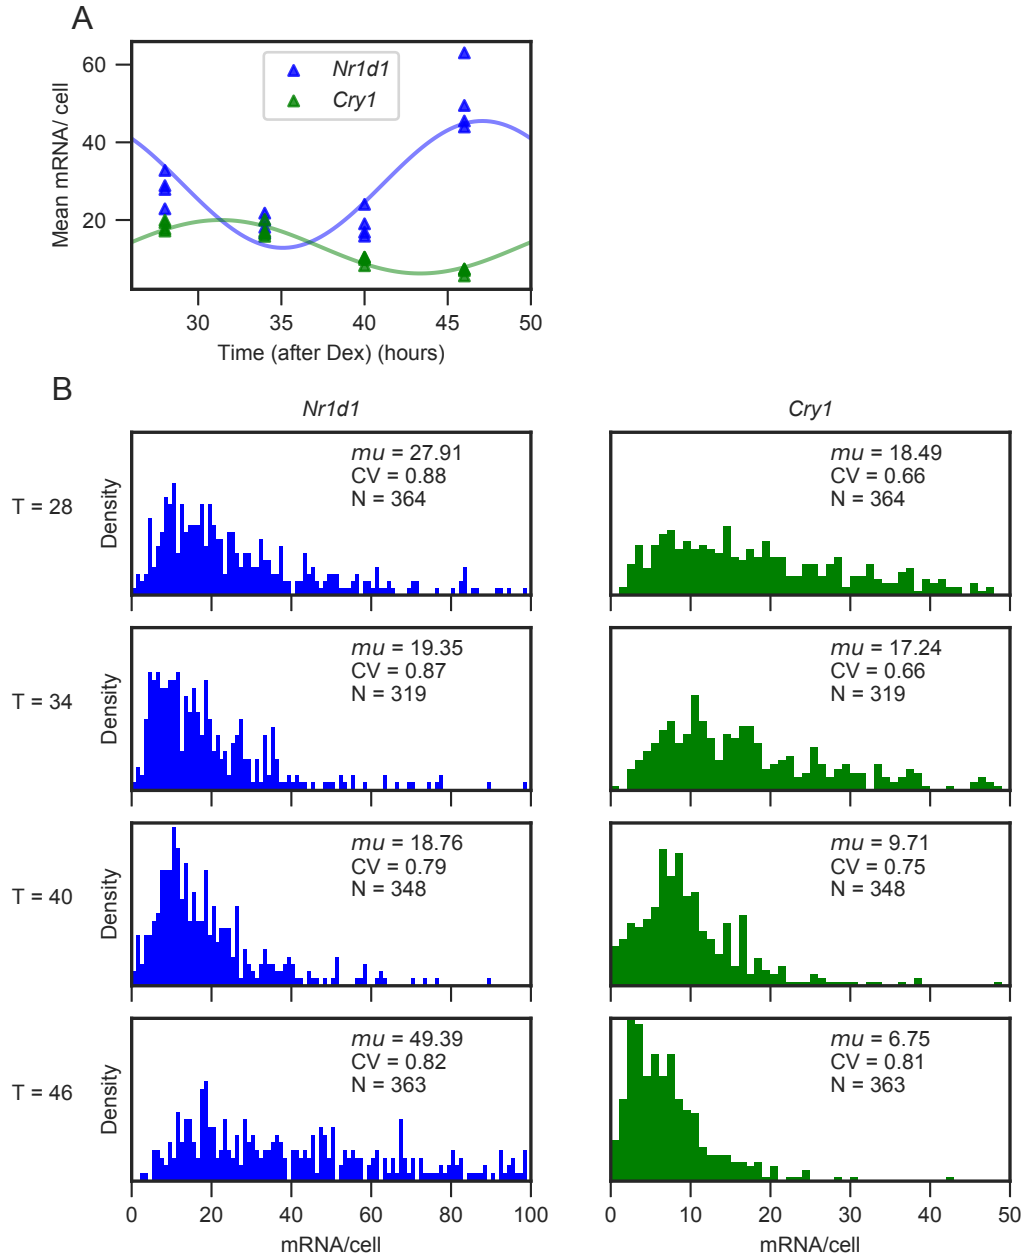 A
Mean mRNA/ cell
60
40
20
Nr1d1
Cry1
30 35 40 45 50
Time (after Dex) (hours)
B
Nr1d1 Cry1
T = 28
Density
mu = 27.91
CV = 0.88
N = 364
mu = 18.49
CV = 0.66
N = 364
T = 34
Density
mu = 19.35
CV = 0.87
N = 319
mu = 17.24
CV = 0.66
N = 319
T = 40
Density
mu = 18.76
CV = 0.79
N = 348
mu = 9.71
CV = 0.75
N = 348
T = 46
Density
mu = 49.39
CV = 0.82
N = 363
mu = 6.75
CV = 0.81
N = 363
0 20 40 60 80 100
mRNA/cell
0 10 20 30 40 50
mRNA/cell